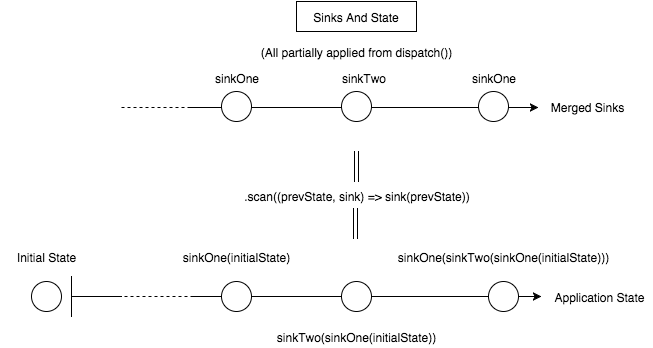 Sinks And State
(All partially applied from dispatch())
sinkOne
sinkTwo
sinkOne
Merged Sinks
.scan((prevState, sink) => sink(prevState))
Initial State
sinkOne(initialState)
sinkOne(sinkTwo(sinkOne(initialState)))
Application State
sinkTwo(sinkOne(initialState))